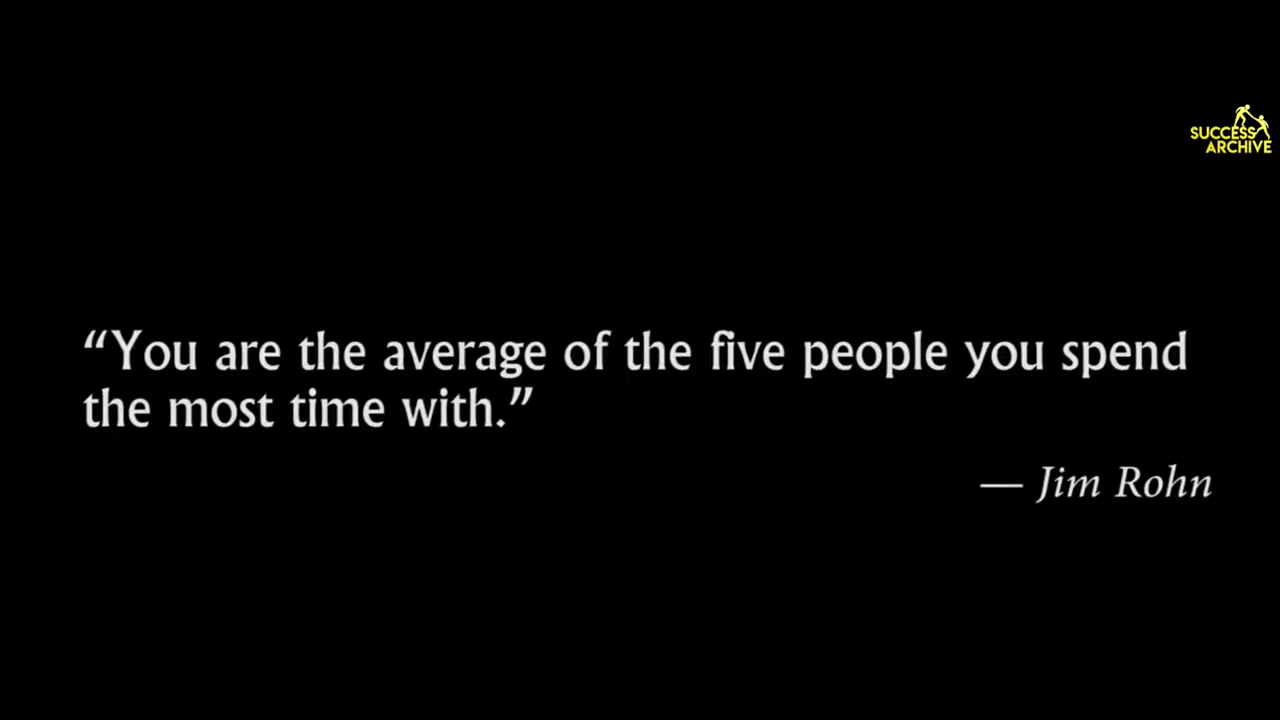 SUCCESS
ARCHIVE
“You are the average of the five people you spend
the most time with.”
— Jim Rohn